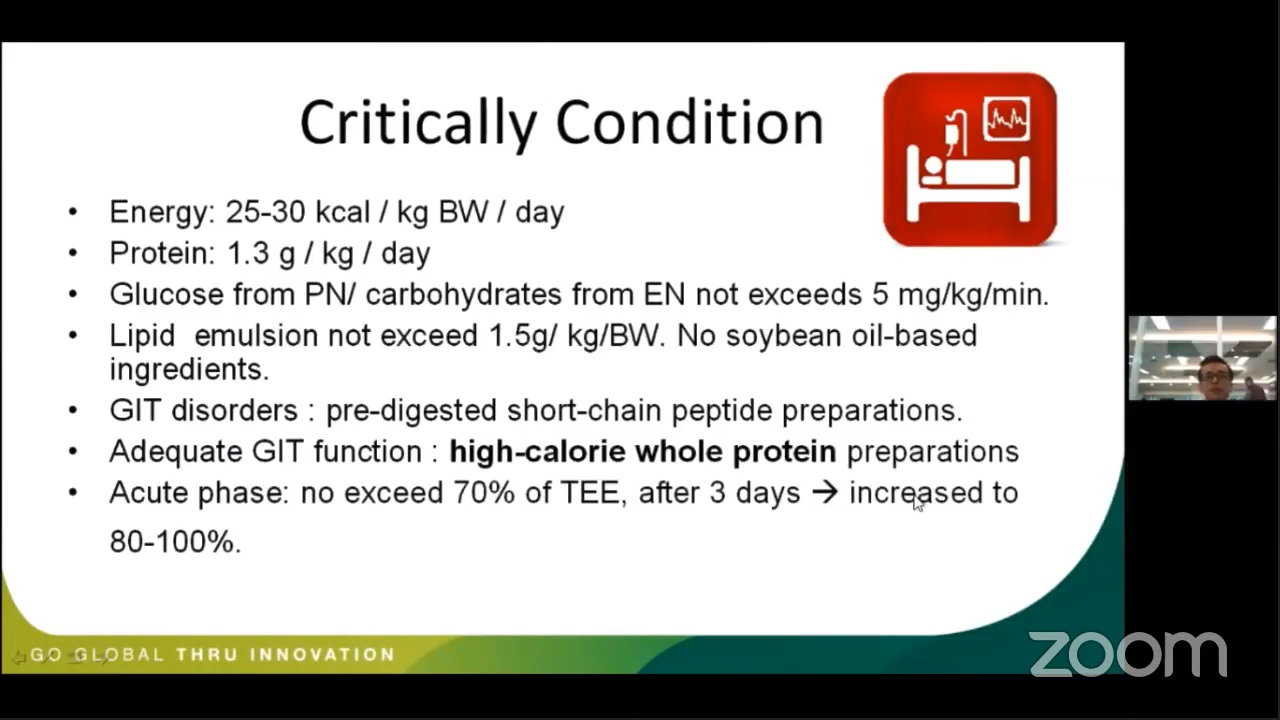 Critically Condition
• Energy: 25-30 kcal / kg BW / day
• Protein: 1.3 g / kg / day
• Glucose from PN/ carbohydrates from EN not exceeds 5 mg/kg/min.
• Lipid emulsion not exceed 1.5g/ kg/BW. No soybean oil-based
ingredients.
• GIT disorders : pre-digested short-chain peptide preparations.
• Adequate GIT function : high-calorie whole protein preparations
• Acute phase: no exceed 70% of TEE, after 3 days → increased to
80-100%.
GO GLOBAL THRU INNOVATION
zoom